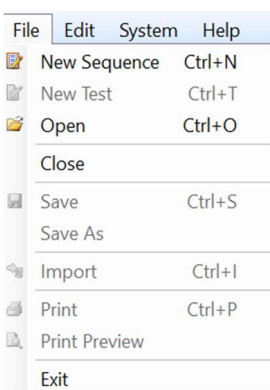 File Edit System Help
New Sequence Ctrl+N
New Test Ctrl+T
Open Ctrl+O
Close
Save Ctrl+S
Save As
Import Ctrl+I
Print Ctrl+P
Print Preview
Exit